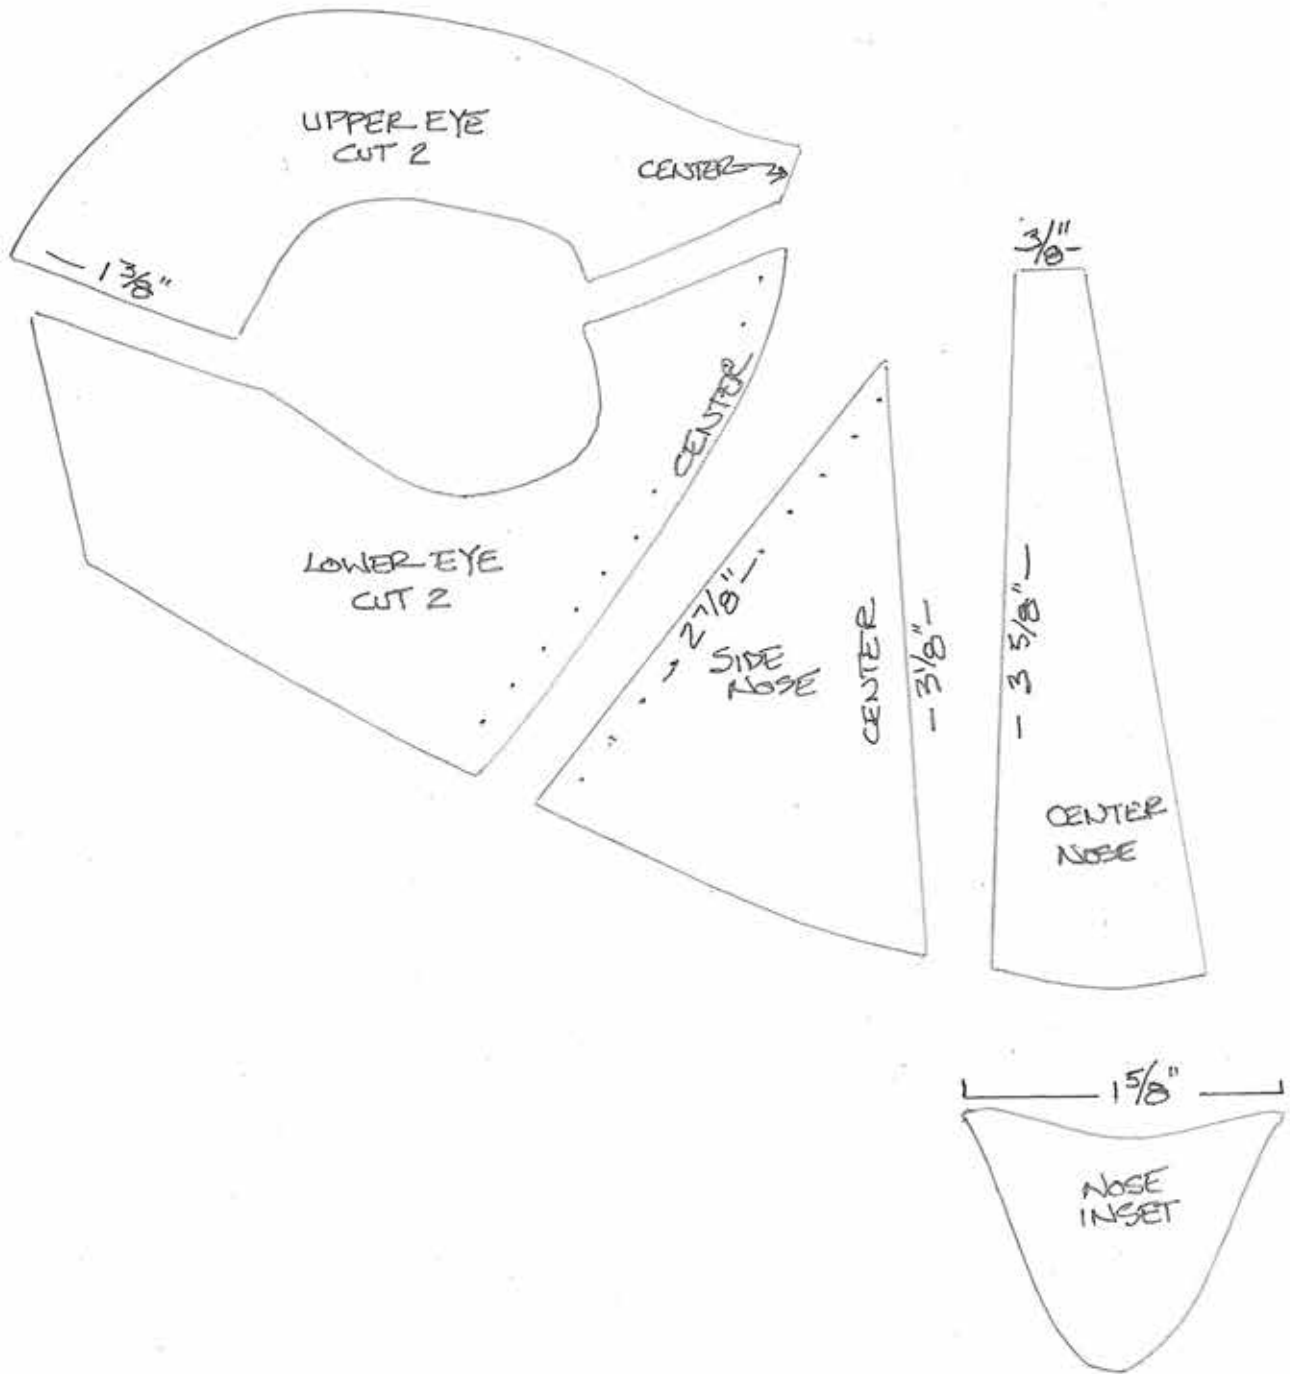 UPPER EYE
CUT 2
CENTER
1 3/8"
3/8"
CENTER
LOWER EYE
CUT 2
2 7/8"
SIDE
NOSE
CENTER
3 1/8"
3 5/8"
CENTER
NOSE
1 5/8"
NOSE
INSET